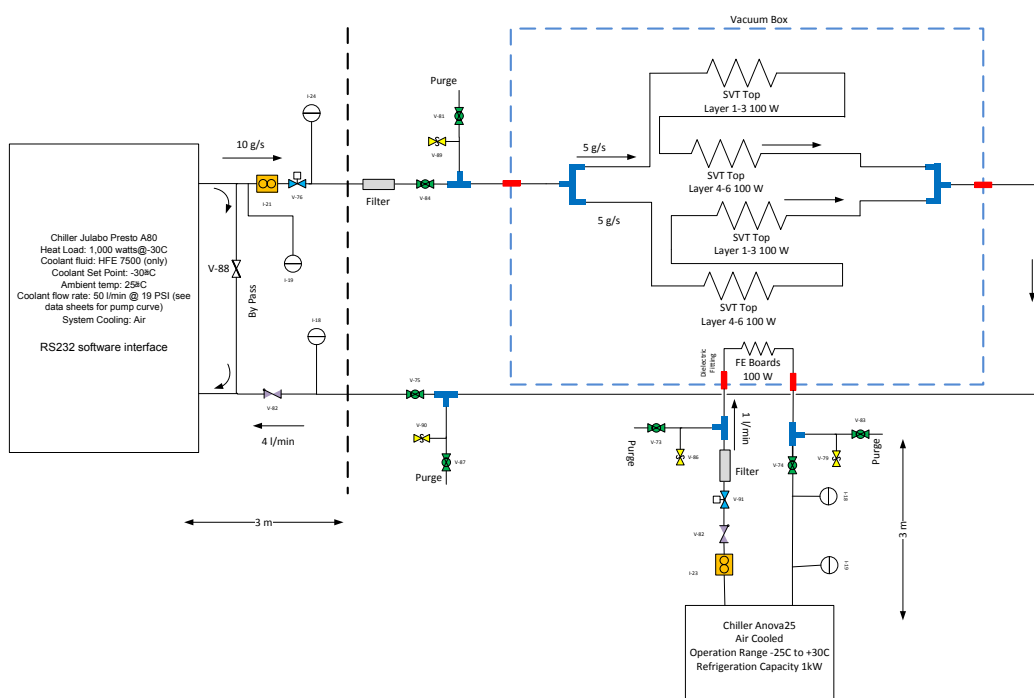 Vacuum Box
I-24
Purge
V-81
V-89
10 g/s
I-21
V-76
Filter
V-84
I-19
SVT Top
Layer 1-3 100 W
5 g/s
SVT Top
Layer 4-6 100 W
5 g/s
SVT Top
Layer 1-3 100 W
SVT Top
Layer 4-6 100 W
Chiller Julabo Presto A80
Heat Load: 1,000 watts@-30C
Coolant fluid: HFE 7500 (only)
Coolant Set Point: -30ªC
Ambient temp: 25ªC
Coolant flow rate: 50 l/min @ 19 PSI (see
data sheets for pump curve)
System Cooling: Air
RS232 software interface
V-88
By Pass
I-18
V-82
4 l/min
V-75
V-90
V-87
Purge
3 m
Dielectric
Fitting
FE Boards
100 W
1 l/min
V-73
Purge
V-86
Filter
V-91
V-82
I-23
V-83
V-74
V-79
Purge
I-18
I-19
3 m
Chiller Anova25
Air Cooled
Operation Range -25C to +30C
Refrigeration Capacity 1kW